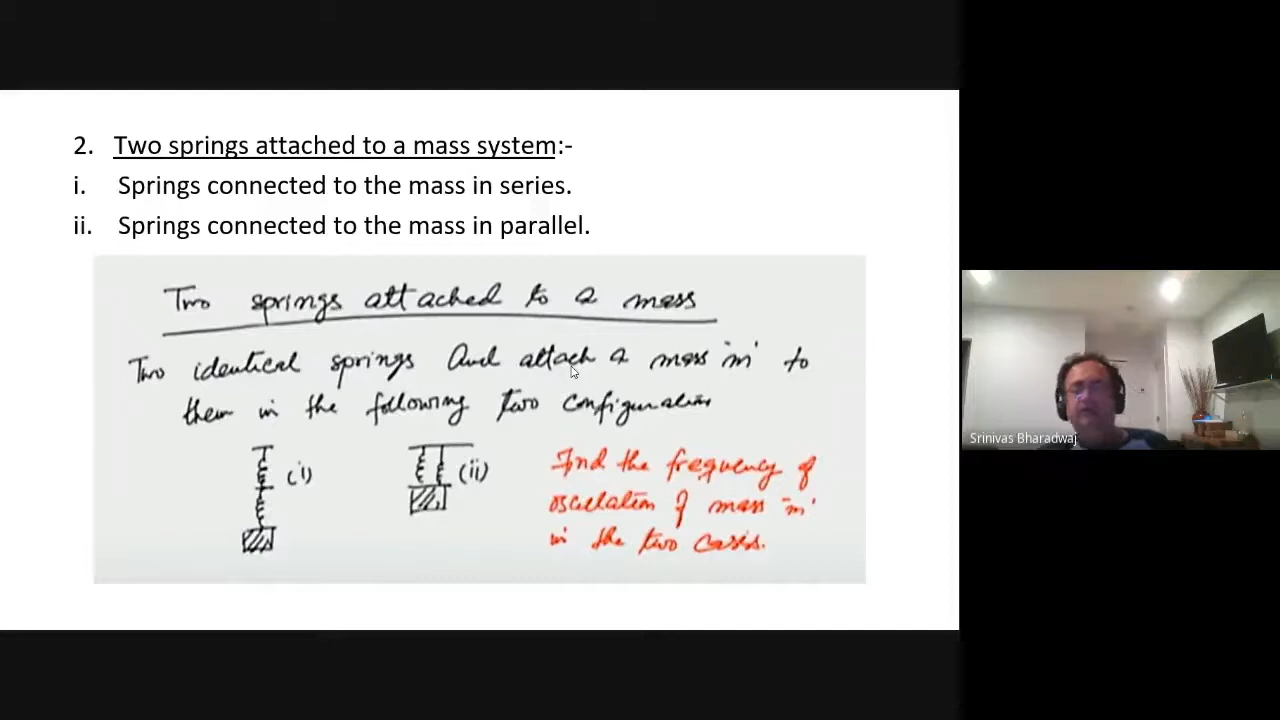 2. Two springs attached to a mass system:-
i. Springs connected to the mass in series.
ii. Springs connected to the mass in parallel.
Two springs attached to a mass
Two identical springs And attach a mass 'm' to
them in the following two configuration
(i)
(ii)
Find the frequency of
oscillation of mass "m"
in the two cases.
Srinivas Bharadwaj